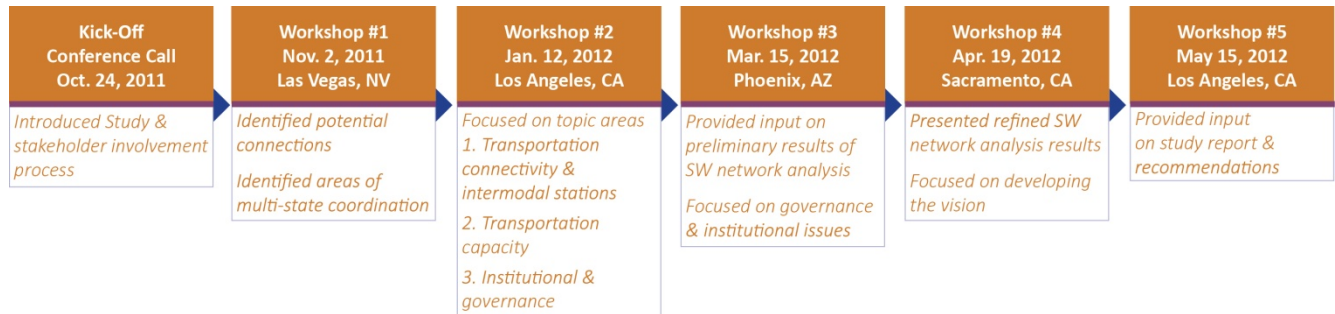 Kick-Off
Conference Call
Oct. 24, 2011
Introduced Study &
stakeholder involvement
process
Workshop #1
Nov. 2, 2011
Las Vegas, NV
Identified potential
connections
Identified areas of
multi-state coordination
Workshop #2
Jan. 12, 2012
Los Angeles, CA
Focused on topic areas
1. Transportation
connectivity &
intermodal stations
2. Transportation
capacity
3. Institutional &
governance
Workshop #3
Mar. 15, 2012
Phoenix, AZ
Provided input on
preliminary results of
SW network analysis
Focused on governance
& institutional issues
Workshop #4
Apr. 19, 2012
Sacramento, CA
Presented refined SW
network analysis results
Focused on developing
the vision
Workshop #5
May 15, 2012
Los Angeles, CA
Provided input
on study report &
recommendations